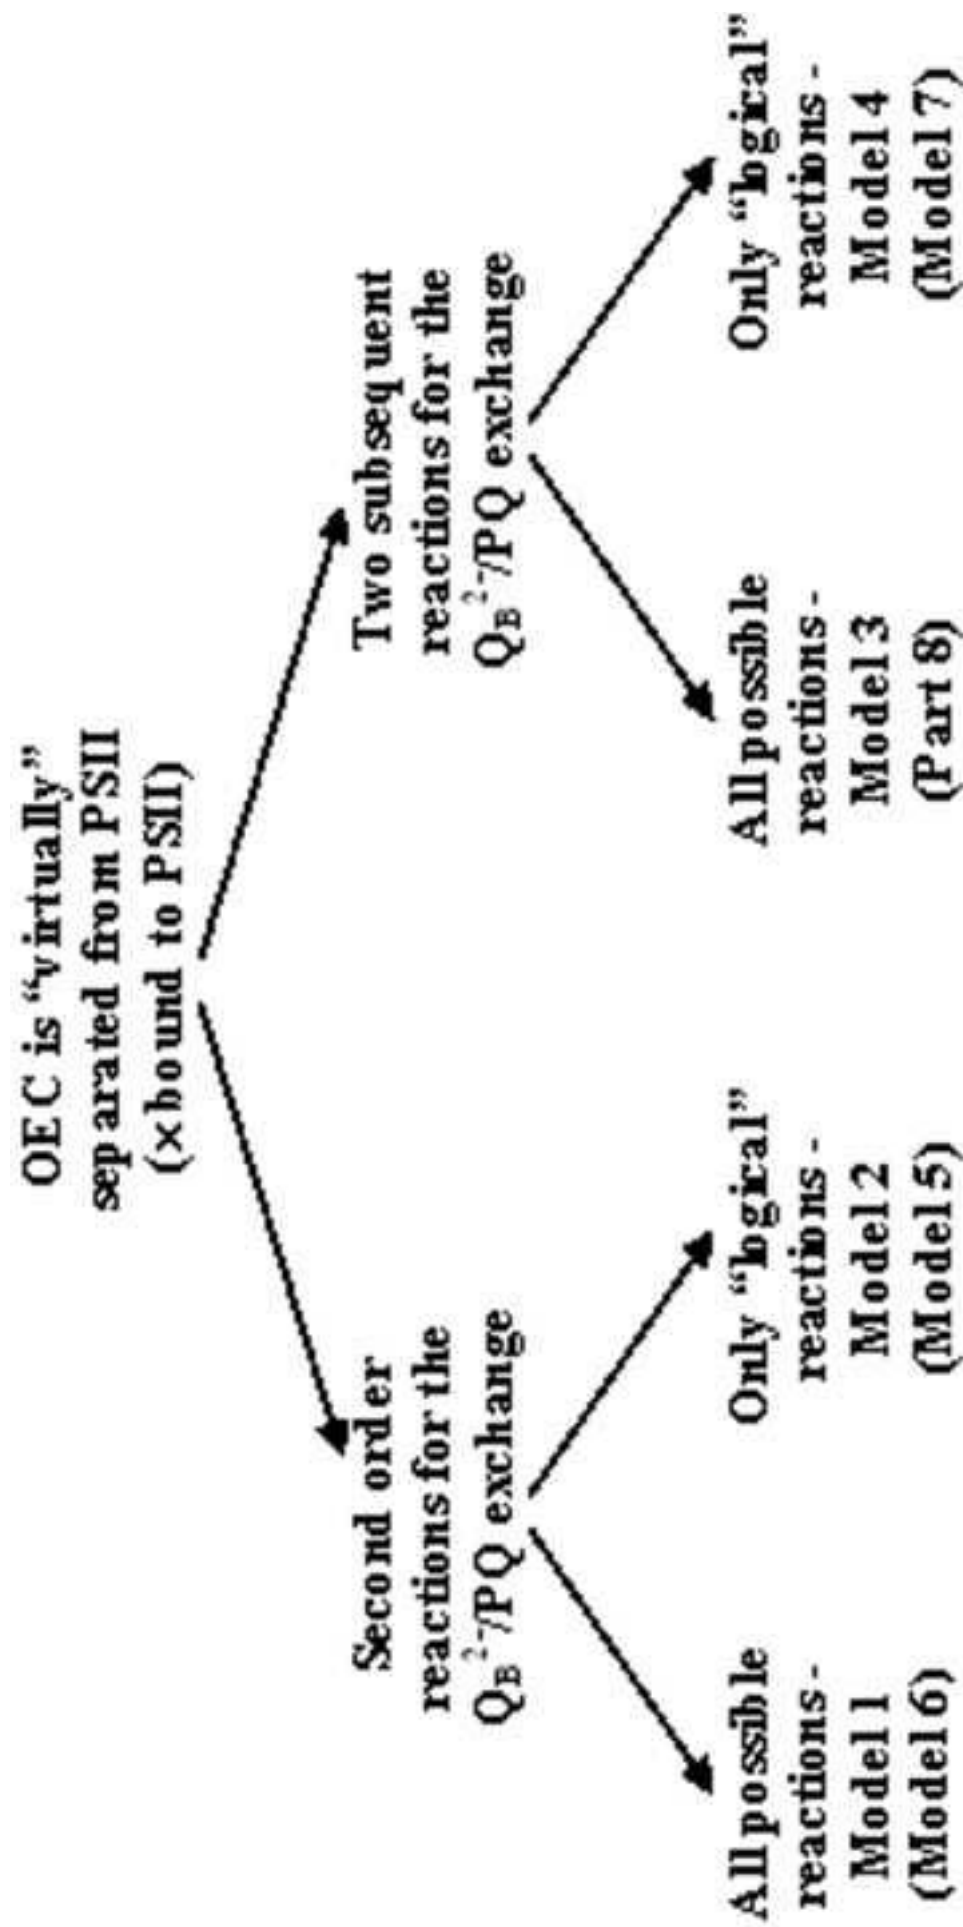 OEC is “virtually”
separated from PSII
(x bound to PSII)
Second order
reactions for the
QB2-/PQ exchange
Two subsequent
reactions for the
QB2-/PQ exchange
All possible
reactions -
Model 1
(Model 6)
Only “logical”
reactions -
Model 2
(Model 5)
All possible
reactions -
Model 3
(Part 8)
Only “logical”
reactions -
Model 4
(Model 7)